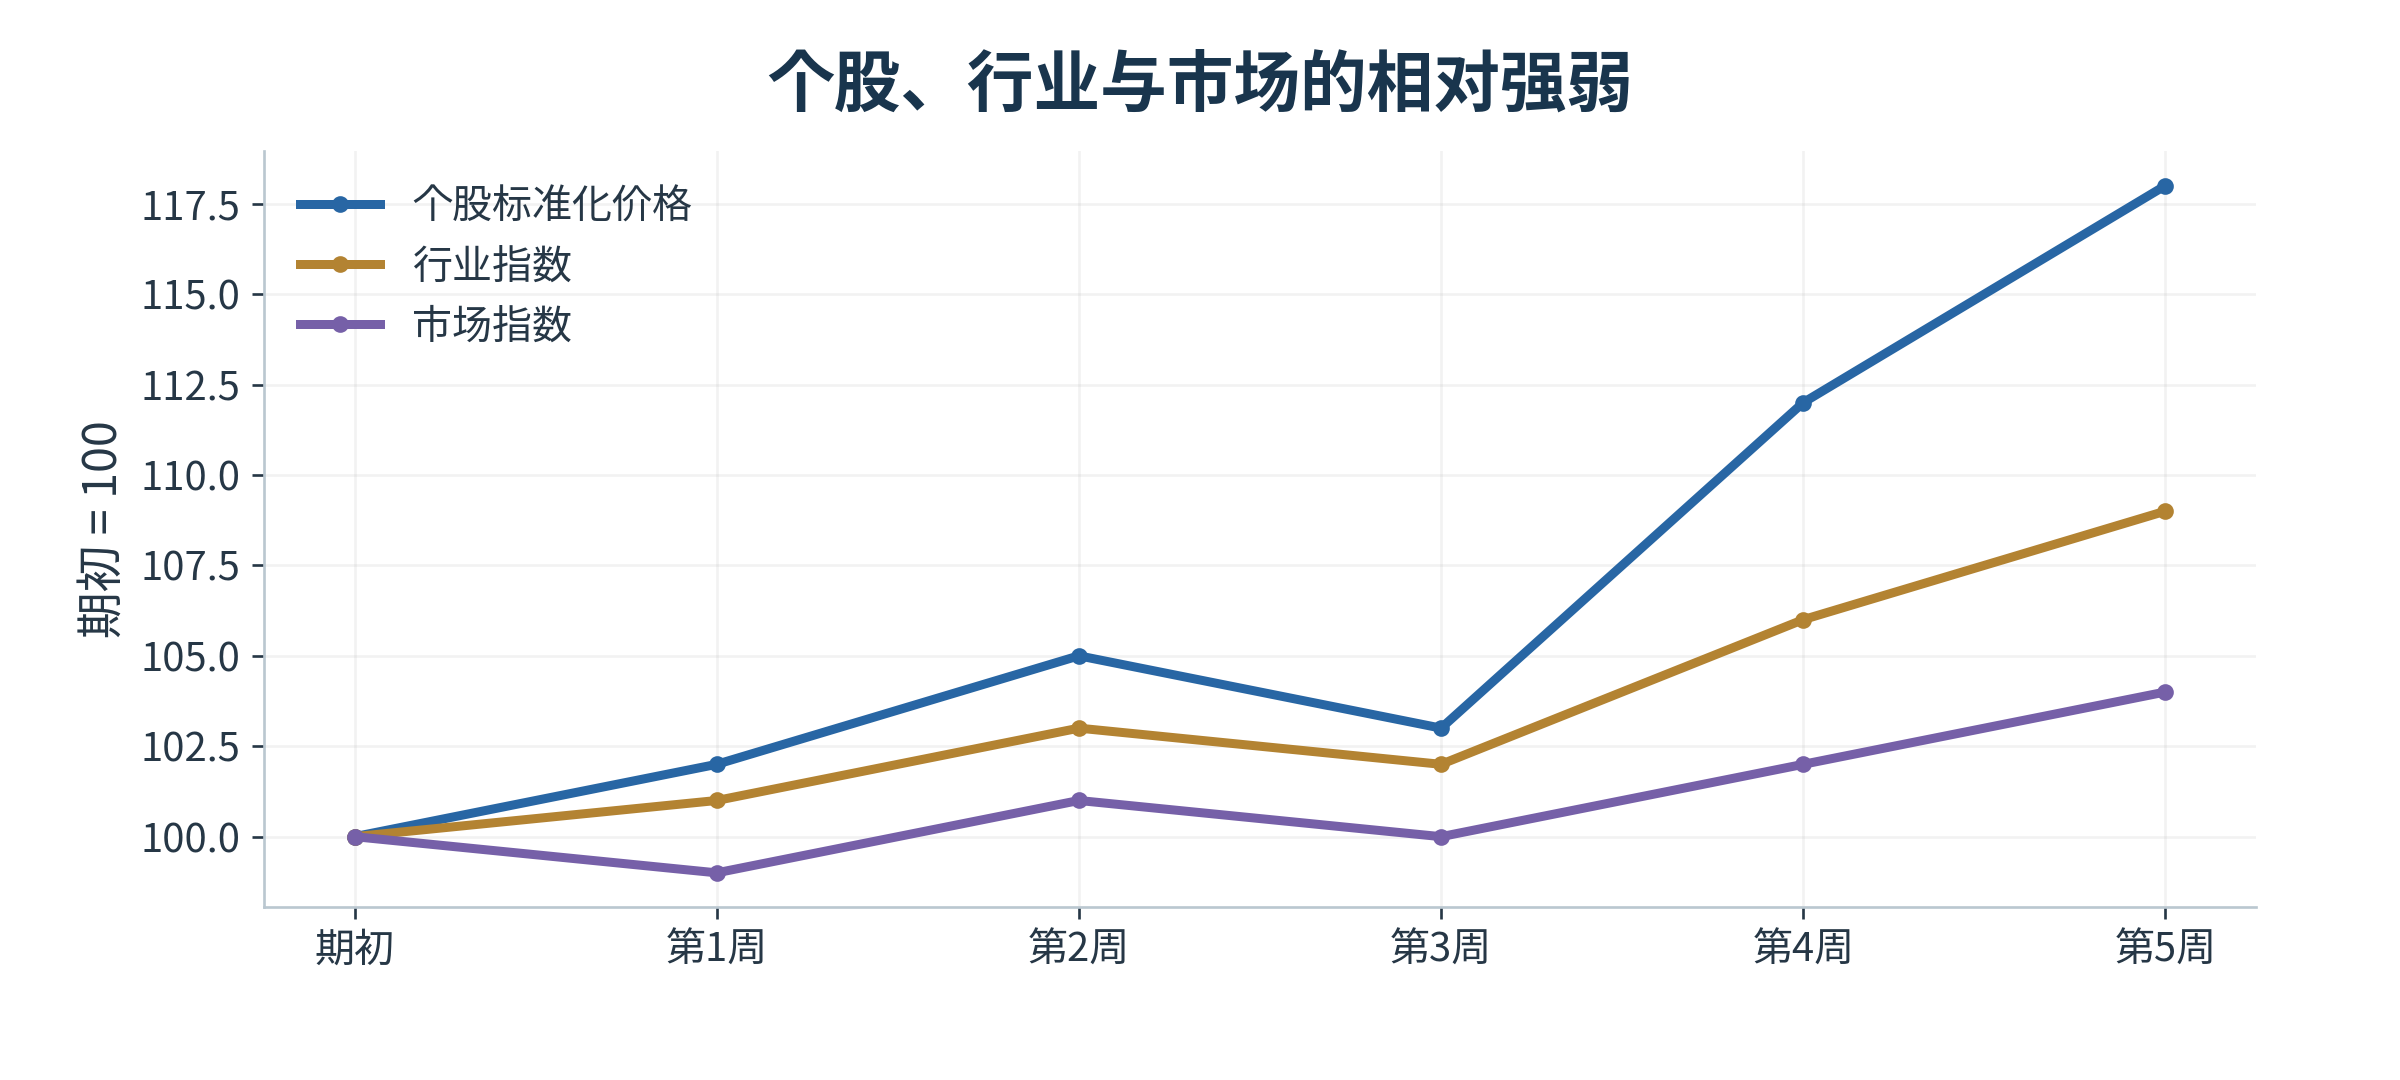 个股、行业与市场的相对强弱
个股标准化价格
行业指数
市场指数
期初 = 100
117.5
115.0
112.5
110.0
107.5
105.0
102.5
100.0
期初
第1周
第2周
第3周
第4周
第5周